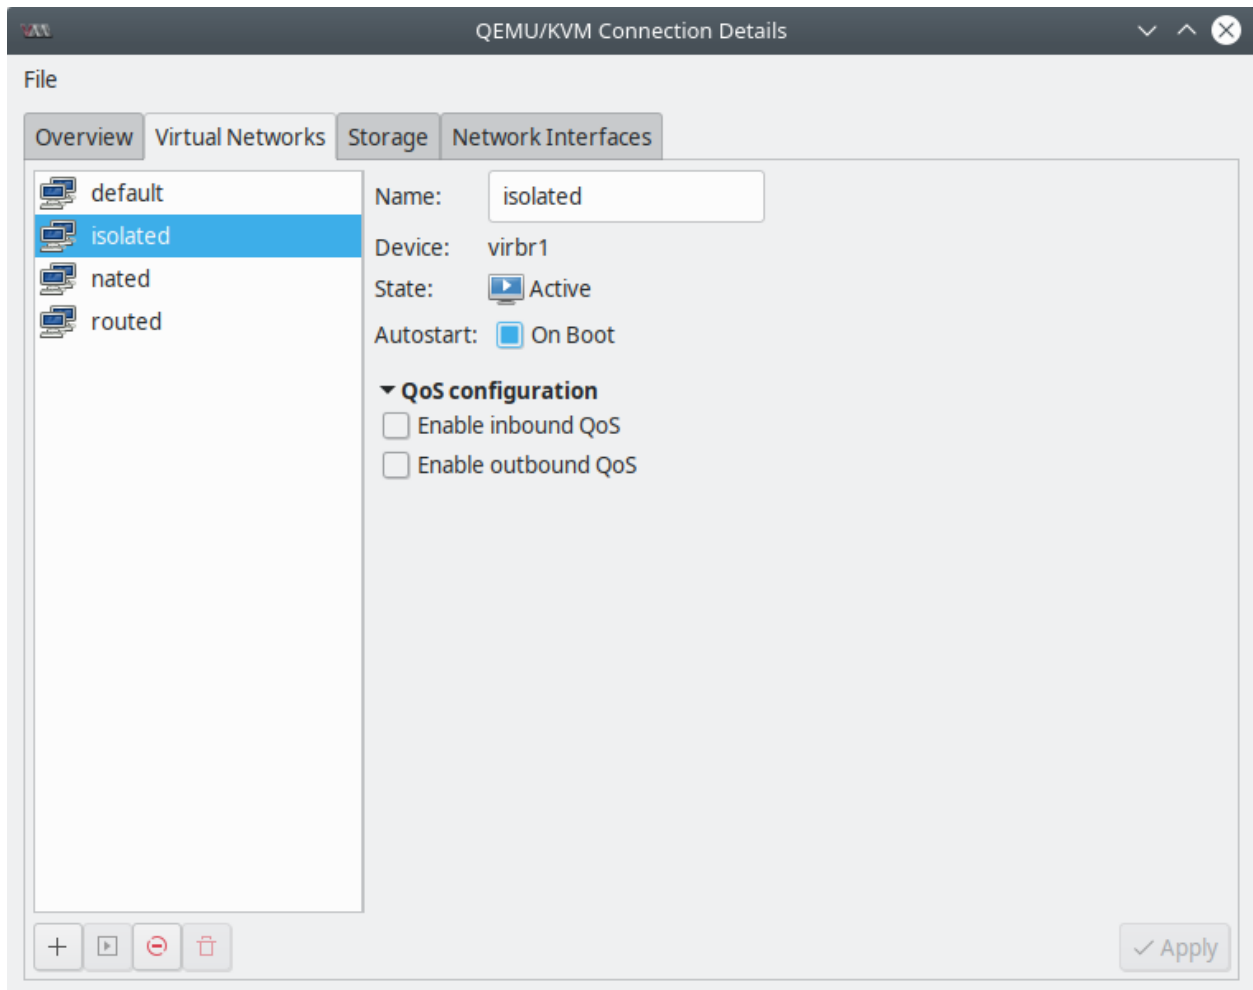 QEMU/KVM Connection Details
File
Overview Virtual Networks Storage Network Interfaces
default
isolated
nated
routed
Name: isolated
Device: virbr1
State: Active
Autostart: On Boot
QoS configuration
Enable inbound QoS
Enable outbound QoS
Apply